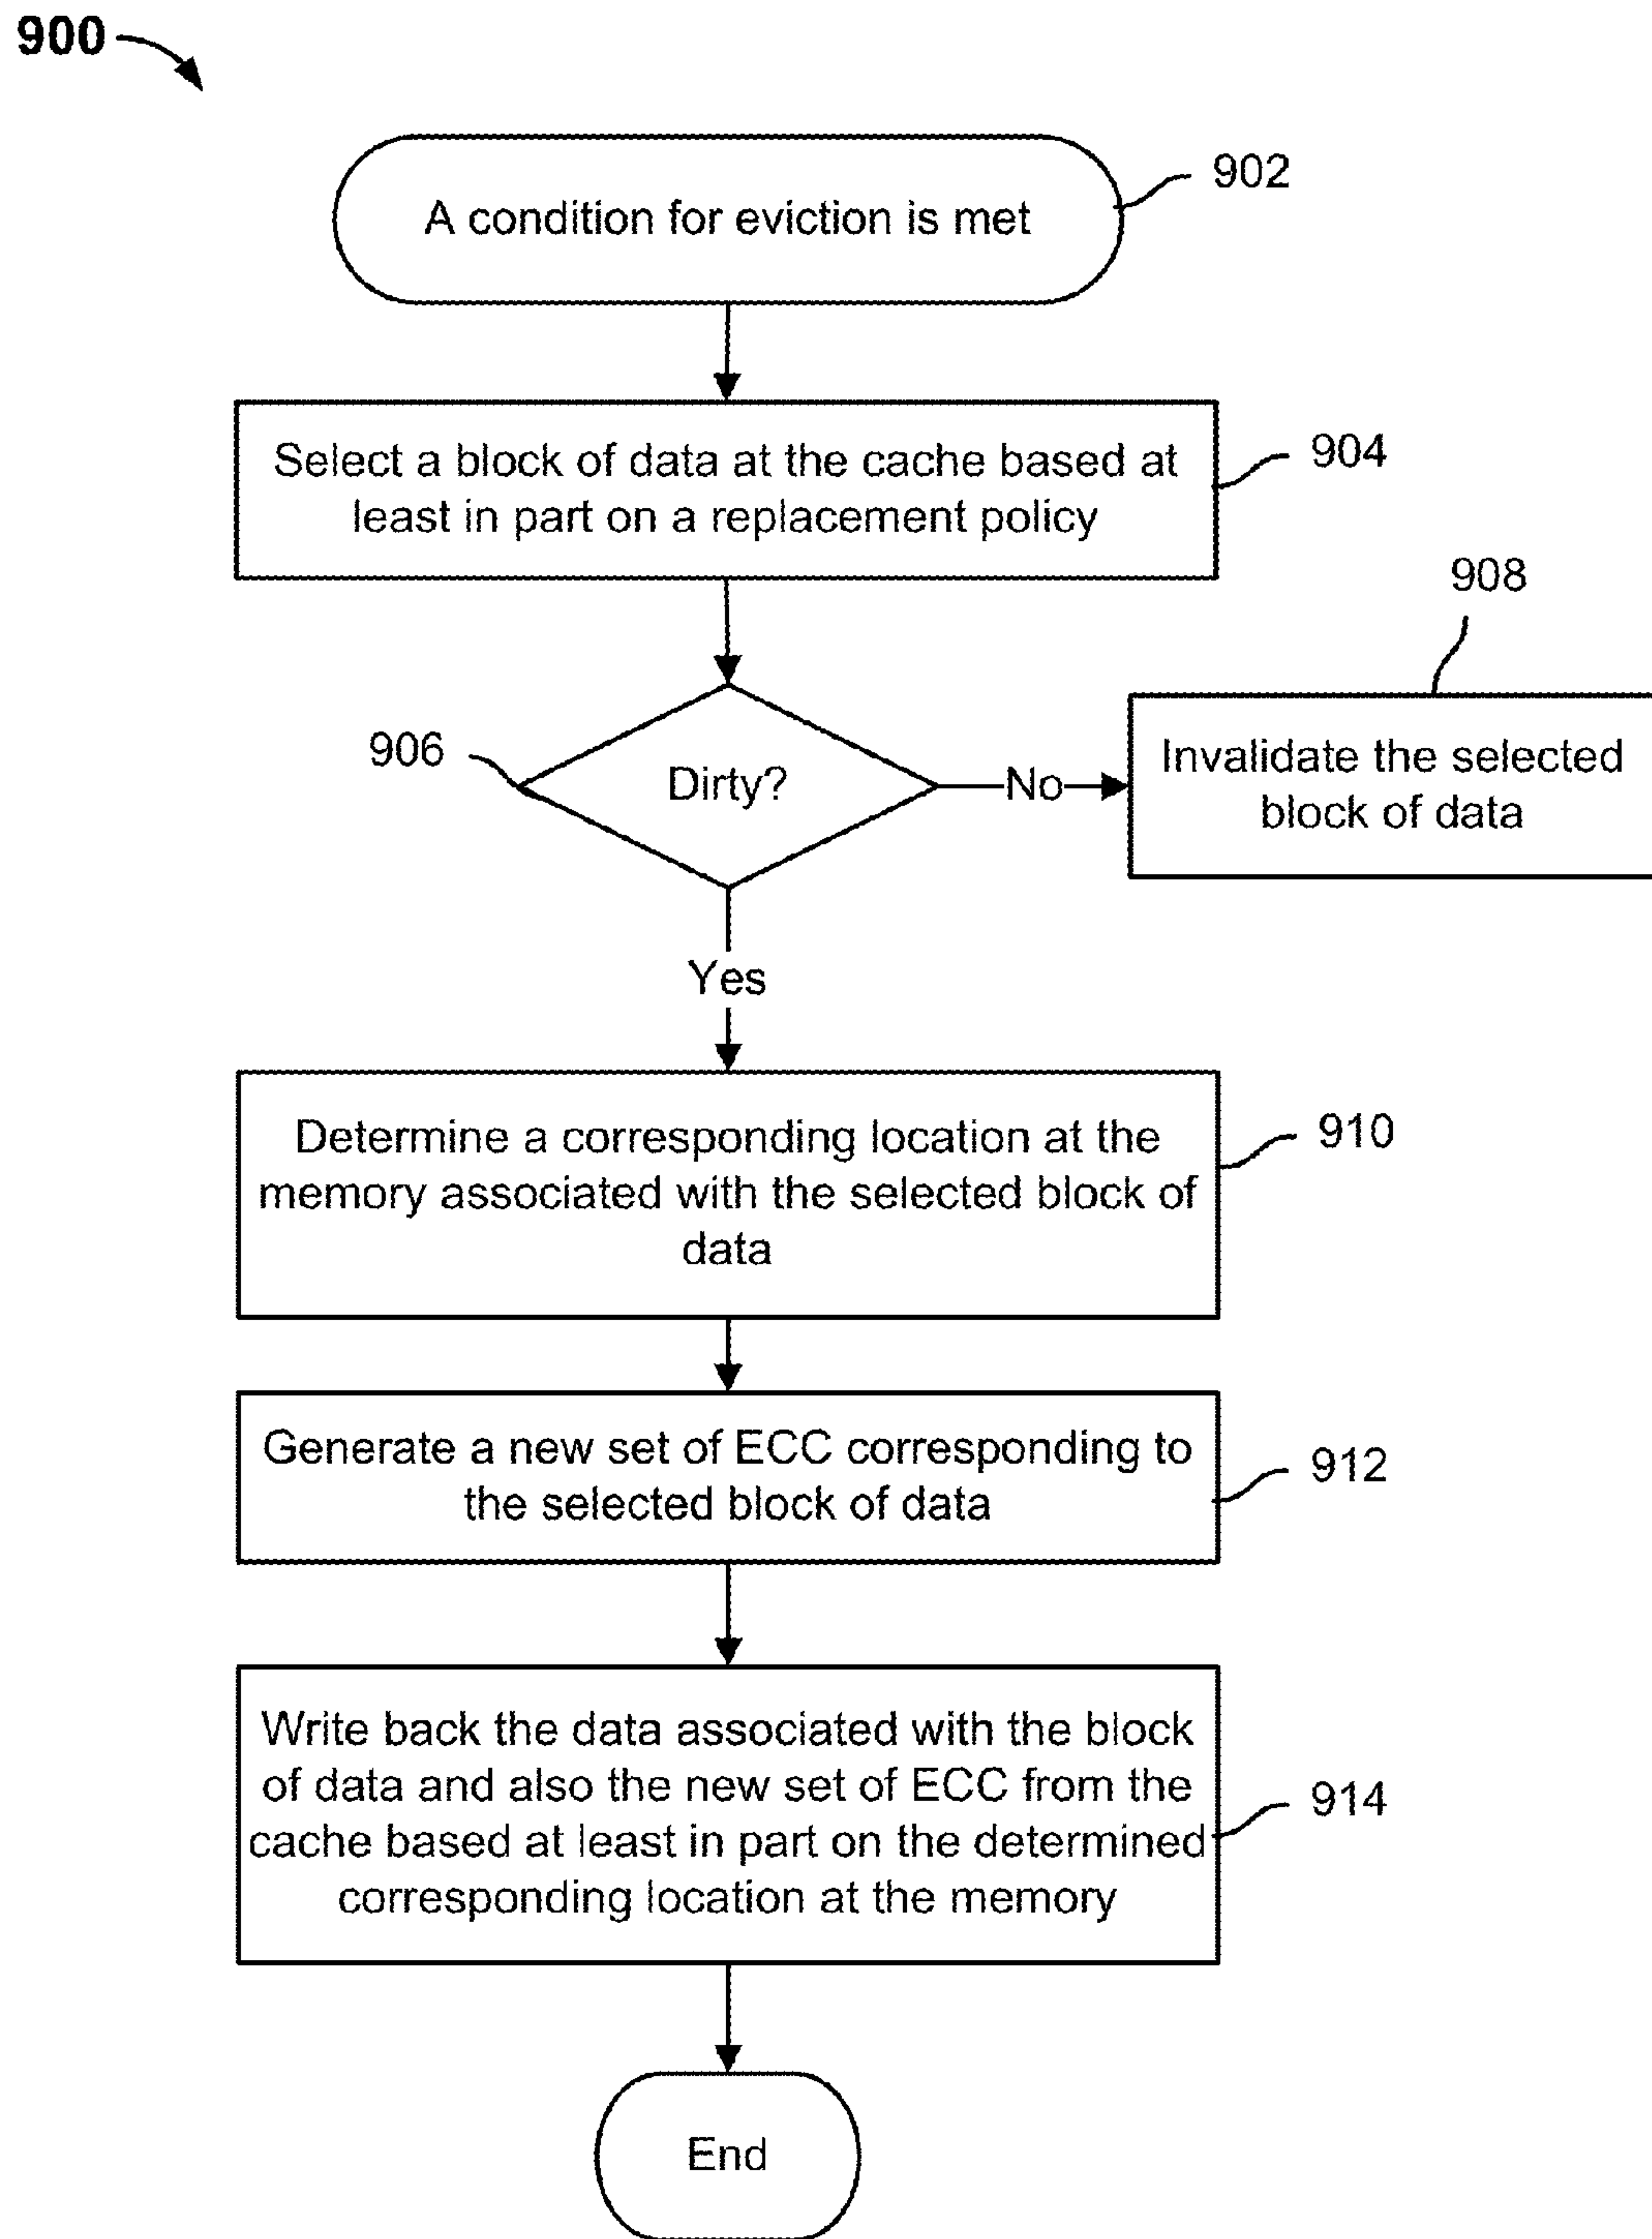 900
A condition for eviction is met
902
Select a block of data at the cache based at
least in part on a replacement policy
904
908
906
Dirty?
No
Invalidate the selected
block of data
Yes
Determine a corresponding location at the
memory associated with the selected block of
data
910
Generate a new set of ECC corresponding to
the selected block of data
912
Write back the data associated with the block
of data and also the new set of ECC from the
cache based at least in part on the determined
corresponding location at the memory
914
End